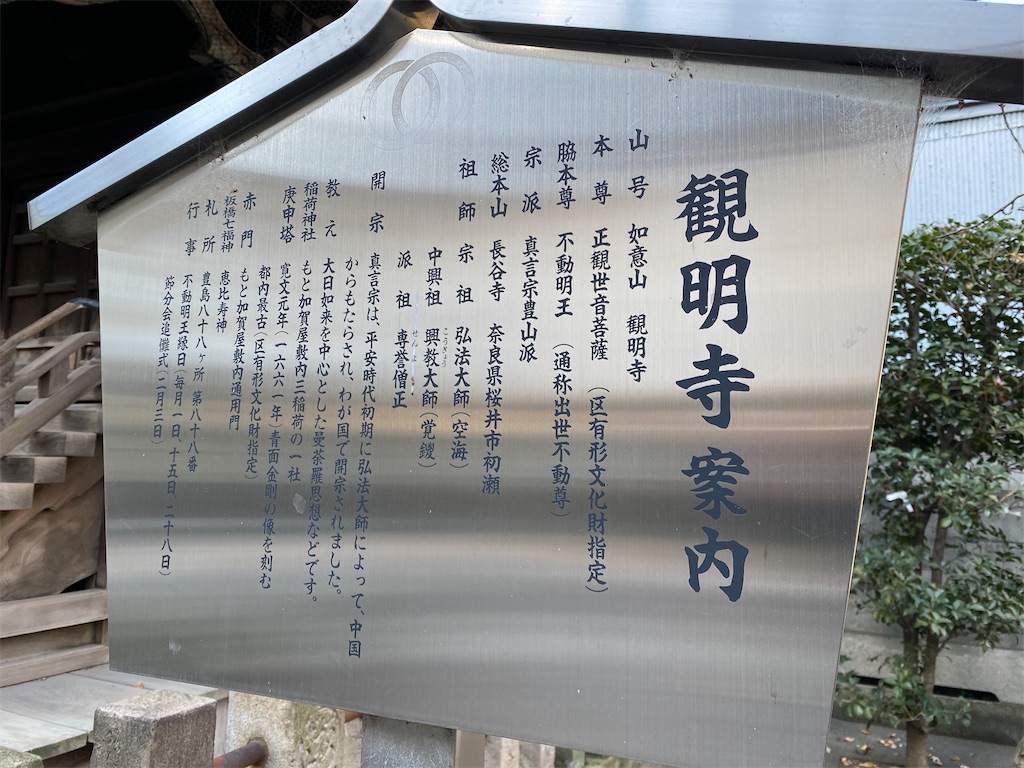 観明寺案内
山号 如意山 観明寺
本尊 正観世音菩薩 (区有形文化財指定)
脇本尊 不動明王 (通称出世不動尊)
宗派 真言宗豊山派
総本山 長谷寺 奈良県桜井市初瀬
祖師 宗祖 弘法大師(空海)
中興祖 興教大師(覚鑁)
こうぎょう
派祖 専誉僧正
せんよ
開宗 真言宗は、平安時代初期に弘法大師によって、中国
からもたらされ、わが国で開宗されました。
教え 大日如来を中心とした曼荼羅思想などです。
稲荷神社 もと加賀屋敷内三稲荷の一社
庚申塔 寛文元年(一六六一年)青面金剛の像を刻む
都内最古(区有形文化財指定)
赤門 もと加賀屋敷内通用門
板橋七福神 恵比寿神
札所 豊島八十八ヶ所 第八十八番
行事 不動明王縁日(毎月一日、十五日、二十八日)
節分会追儺式(二月三日)